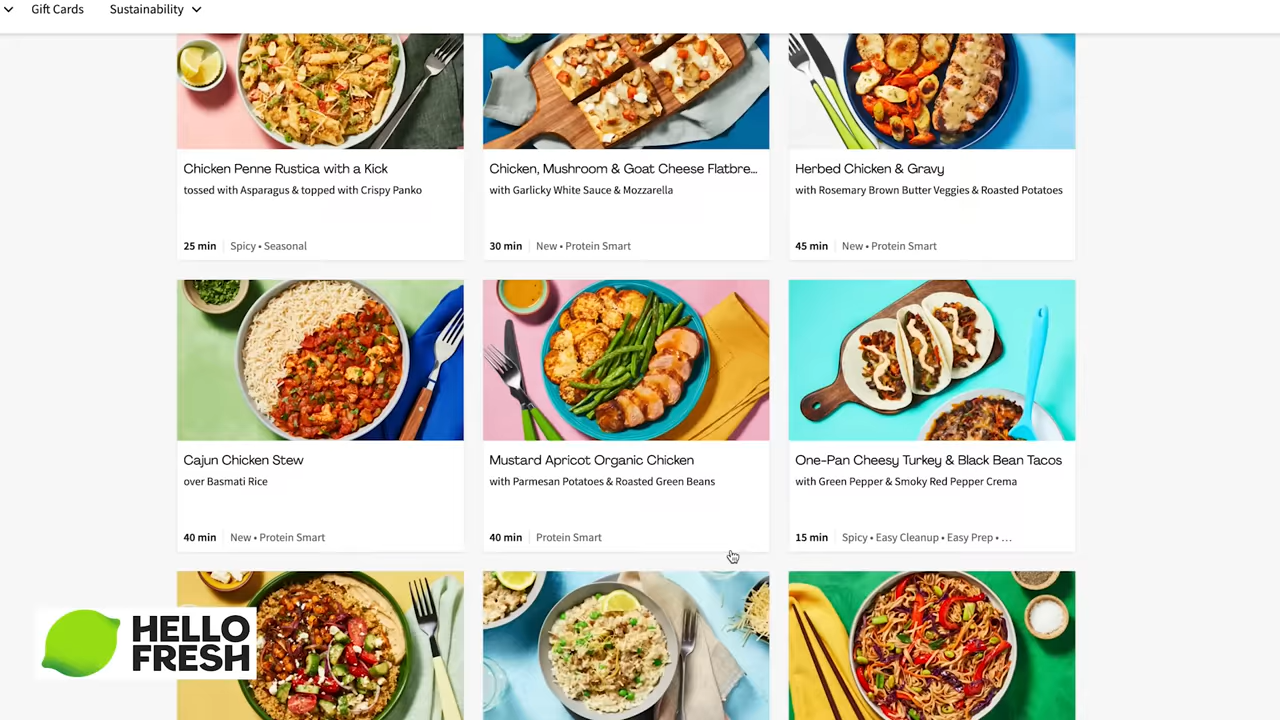 Gift Cards Sustainability
Chicken Penne Rustica with a Kick
tossed with Asparagus & topped with Crispy Panko
25 min Spicy • Seasonal
Chicken, Mushroom & Goat Cheese Flatbre...
with Garlicky White Sauce & Mozzarella
30 min New • Protein Smart
Herbed Chicken & Gravy
with Rosemary Brown Butter Veggies & Roasted Potatoes
45 min New • Protein Smart
Cajun Chicken Stew
over Basmati Rice
40 min New • Protein Smart
Mustard Apricot Organic Chicken
with Parmesan Potatoes & Roasted Green Beans
40 min Protein Smart
One-Pan Cheesy Turkey & Black Bean Tacos
with Green Pepper & Smoky Red Pepper Crema
15 min Spicy • Easy Cleanup • Easy Prep • ...
HELLO
FRESH